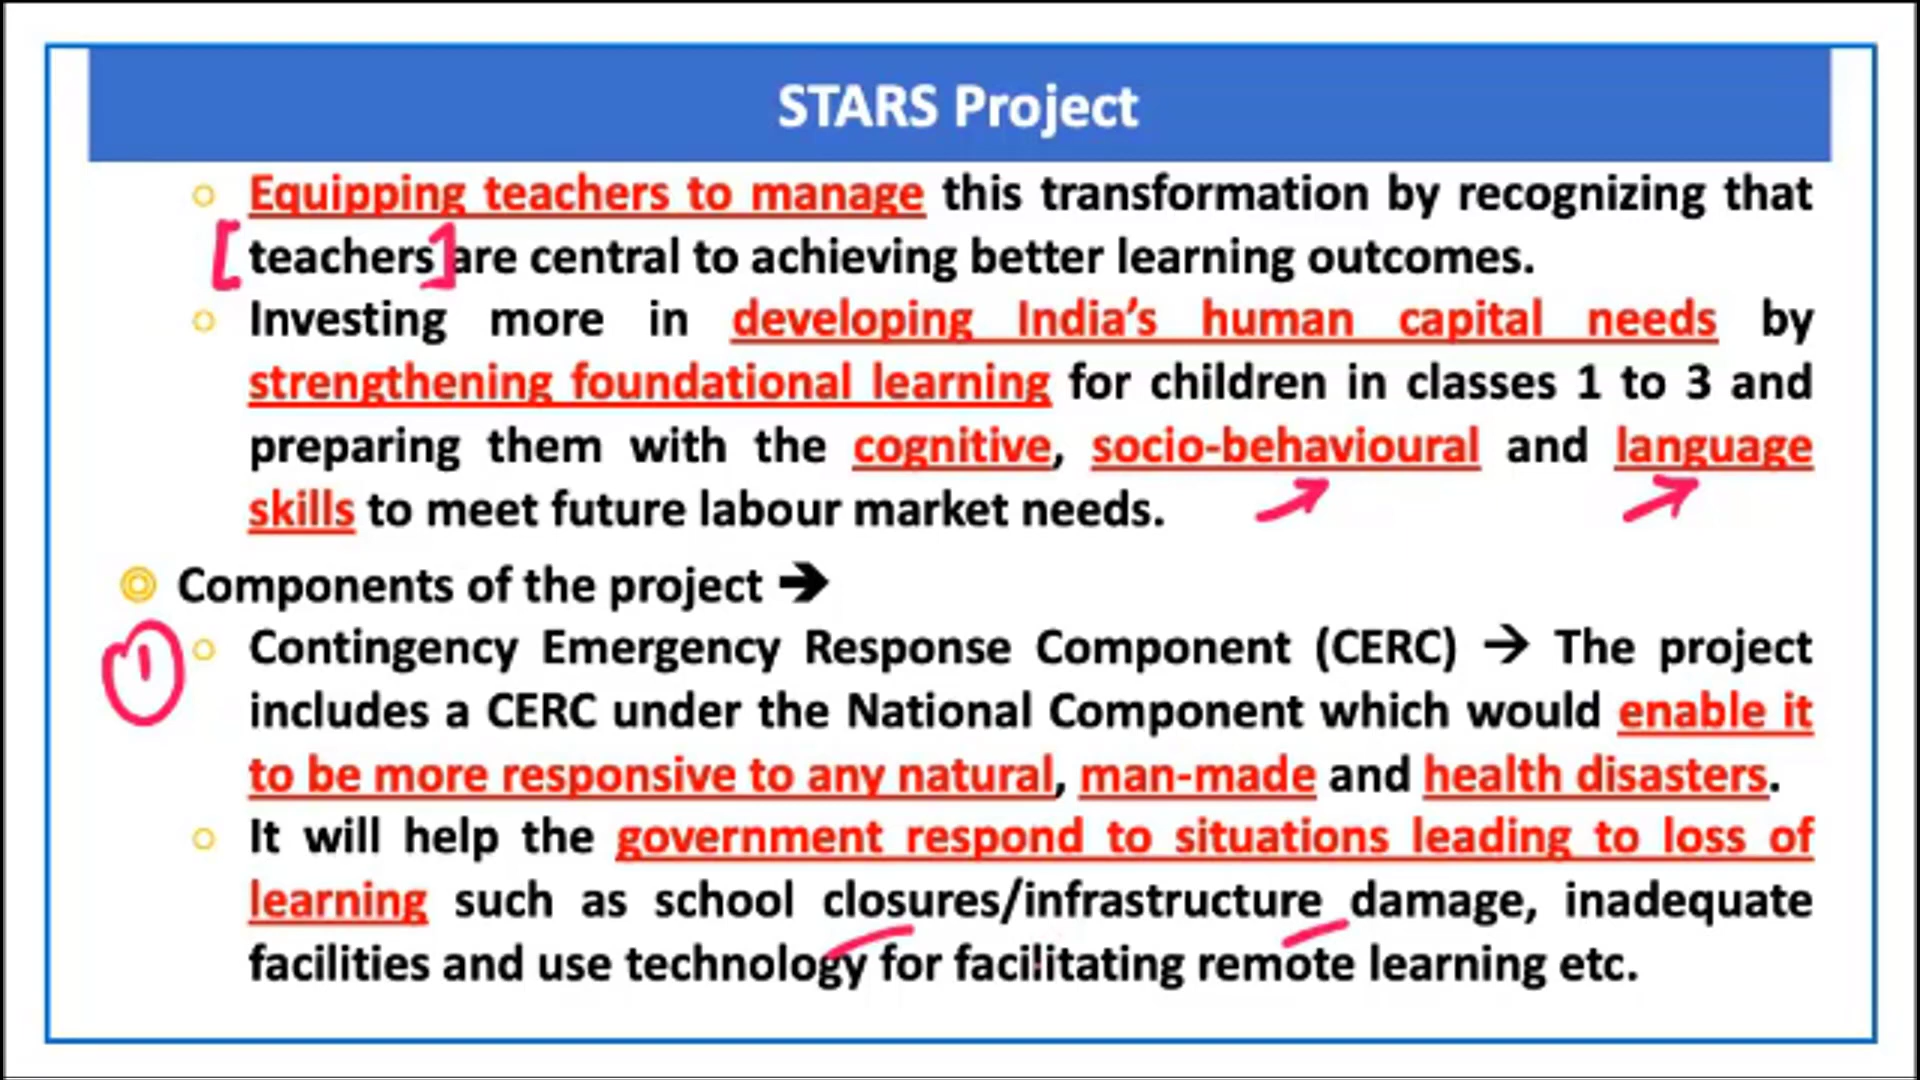 STARS Project
Equipping teachers to manage this transformation by recognizing that
[teachers] are central to achieving better learning outcomes.
Investing more in developing India's human capital needs by
strengthening foundational learning for children in classes 1 to 3 and
preparing them with the cognitive, socio-behavioural and language
skills to meet future labour market needs.
Components of the project ➔
1
Contingency Emergency Response Component (CERC) → The project
includes a CERC under the National Component which would enable it
to be more responsive to any natural, man-made and health disasters.
It will help the government respond to situations leading to loss of
learning such as school closures/infrastructure damage, inadequate
facilities and use technology for facilitating remote learning etc.